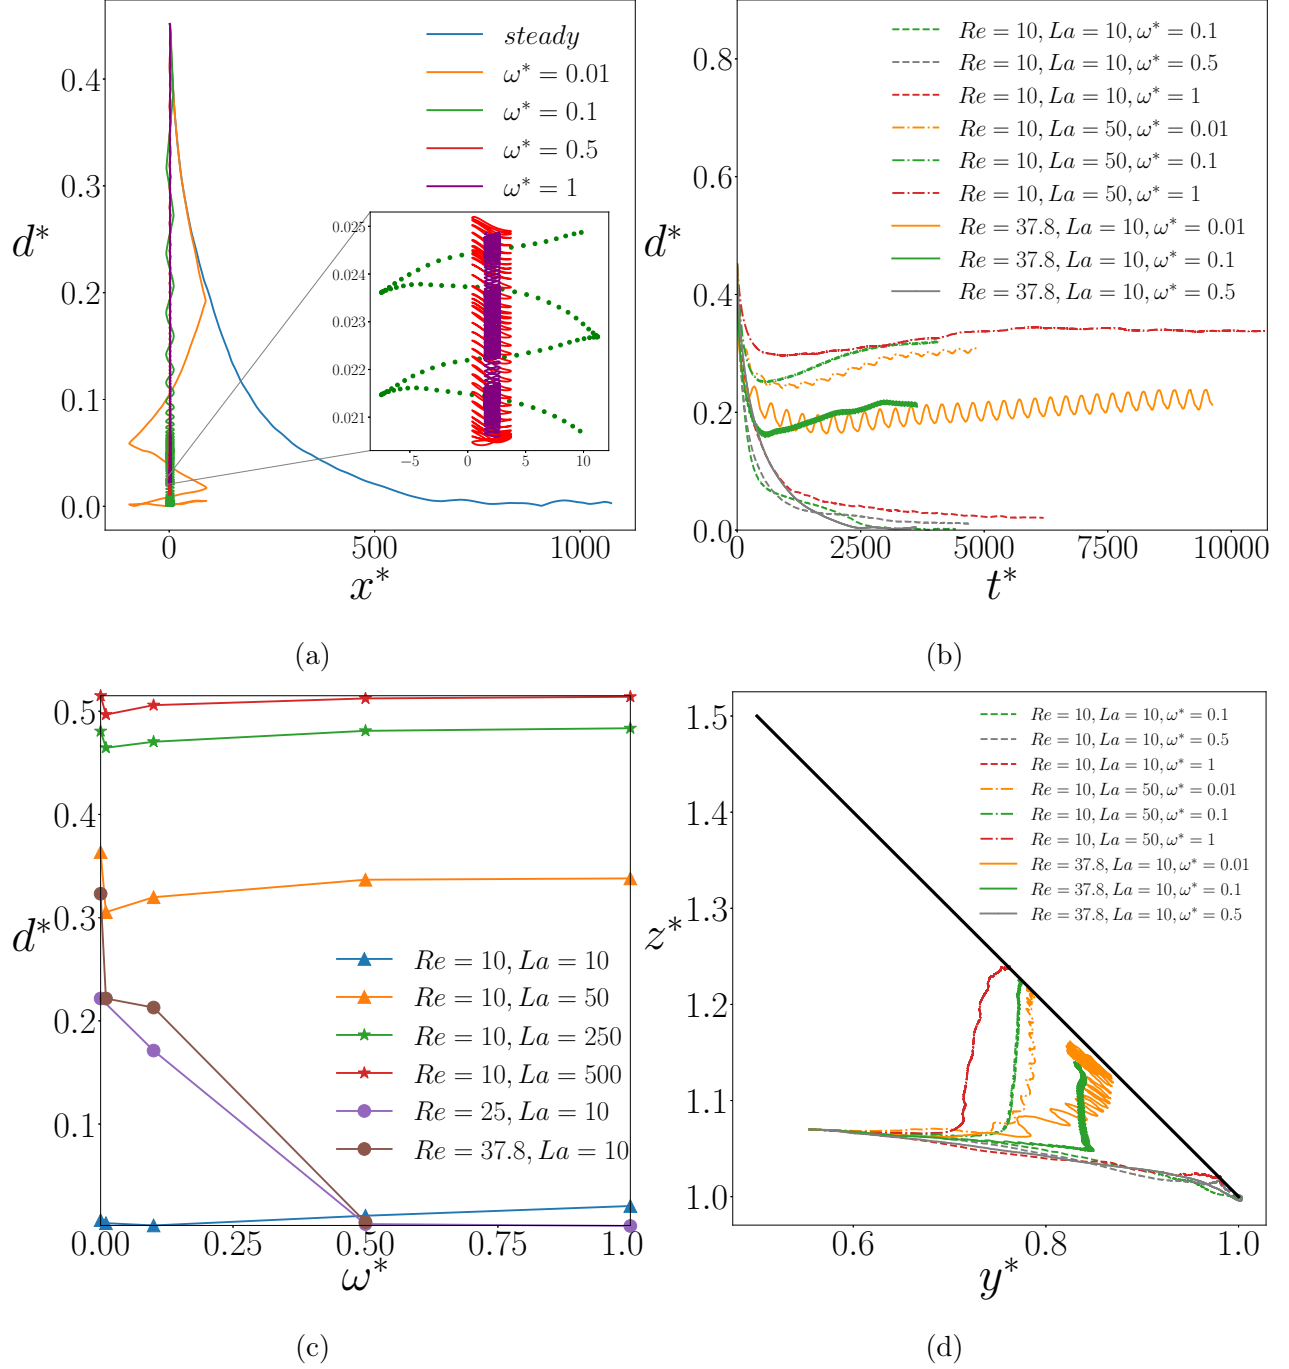 steady
ω* = 0.01
ω* = 0.1
ω* = 0.5
ω* = 1
0.4
0.3
0.2
0.1
0.0
d*
0.025
0.024
0.023
0.022
0.021
−5 0 5 10
0 500 1000
x*
(a)
Re = 10, La = 10, ω* = 0.1
Re = 10, La = 10, ω* = 0.5
Re = 10, La = 10, ω* = 1
Re = 10, La = 50, ω* = 0.01
Re = 10, La = 50, ω* = 0.1
Re = 10, La = 50, ω* = 1
Re = 37.8, La = 10, ω* = 0.01
Re = 37.8, La = 10, ω* = 0.1
Re = 37.8, La = 10, ω* = 0.5
0.8
0.6
0.4
0.2
0.0
d*
0 2500 5000 7500 10000
t*
(b)
0.5
0.4
0.3
0.2
0.1
d*
Re = 10, La = 10
Re = 10, La = 50
Re = 10, La = 250
Re = 10, La = 500
Re = 25, La = 10
Re = 37.8, La = 10
0.00 0.25 0.50 0.75 1.0
ω*
(c)
Re = 10, La = 10, ω* = 0.1
Re = 10, La = 10, ω* = 0.5
Re = 10, La = 10, ω* = 1
Re = 10, La = 50, ω* = 0.01
Re = 10, La = 50, ω* = 0.1
Re = 10, La = 50, ω* = 1
Re = 37.8, La = 10, ω* = 0.01
Re = 37.8, La = 10, ω* = 0.1
Re = 37.8, La = 10, ω* = 0.5
1.5
1.4
1.3
1.2
1.1
1.0
z*
0.6 0.8 1.0
y*
(d)